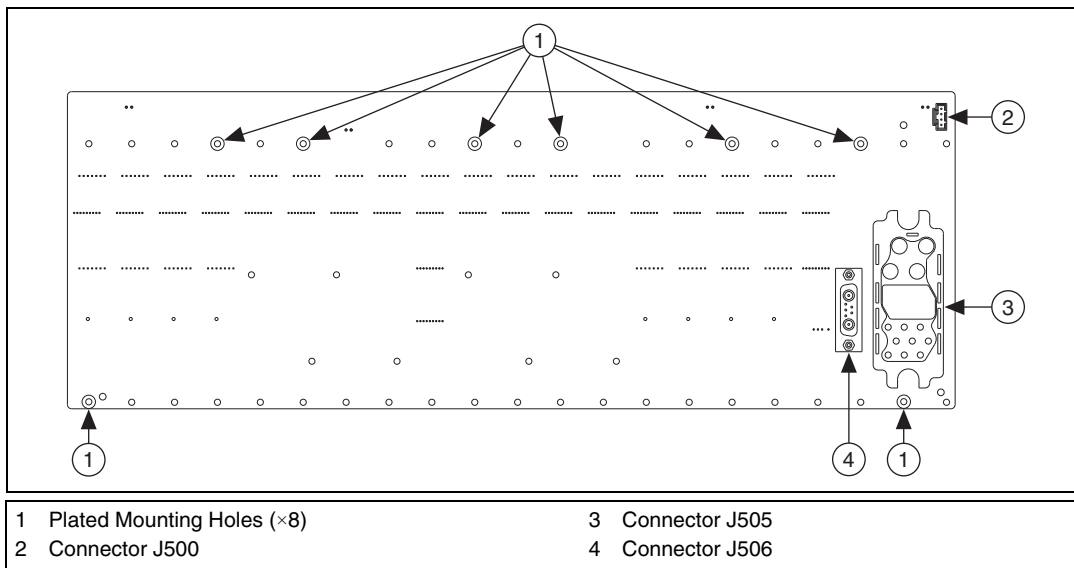 1
2
3
1
4
1
1 Plated Mounting Holes (×8)
2 Connector J500
3 Connector J505
4 Connector J506